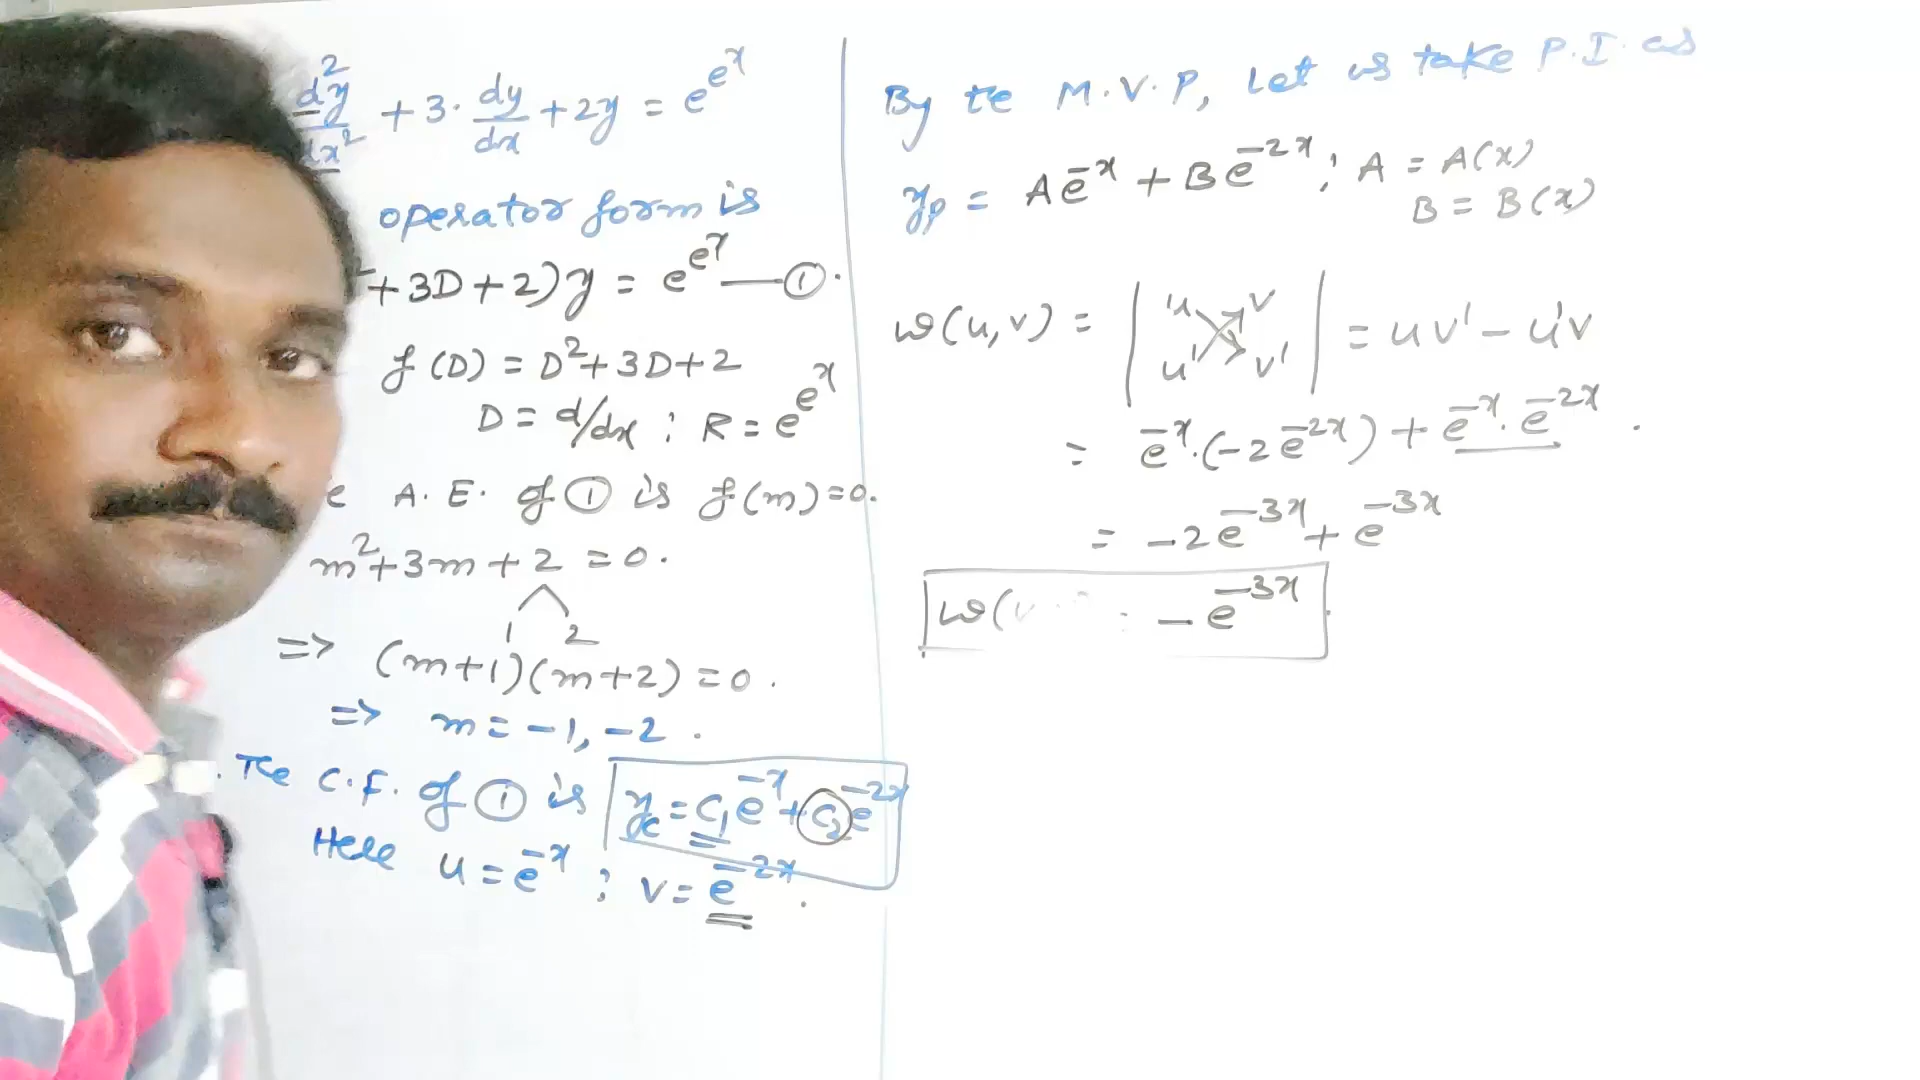 d²y/dx² + 3. dy/dx + 2y = e^e^x
operator form is
+ 3D + 2) y = e^e^x — ①.
f(D) = D² + 3D + 2
D = d/dx ; R = e^e^x
A.E. of ① is f(m) = 0.
m² + 3m + 2 = 0.
1 2
=> (m+1)(m+2) = 0.
=> m = -1, -2.
The C.F. of ① is y_c = C₁e^-x + C₂e^-2x
Here u = e^-x ; v = e^-2x.
By te M.V.P, Let us take P.I. as
y_p = Ae^-x + Be^-2x ; A = A(x)
B = B(x)
W(u,v) = | u v u' v' | = uv' - u'v
= e^-x.(-2e^-2x) + e^-x.e^-2x.
= -2e^-3x + e^-3x
W( - e^-3x.